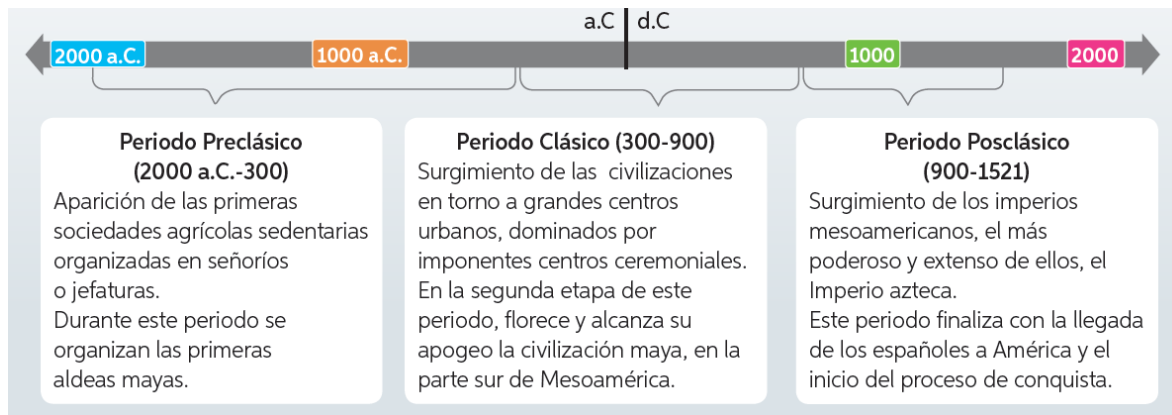 a.C d.C
2000 a.C. 1000 a.C. 1000 2000
Periodo Preclásico
(2000 a.C.-300)
Aparición de las primeras
sociedades agrícolas sedentarias
organizadas en señoríos
o jefaturas.
Durante este periodo se
organizan las primeras
aldeas mayas.
Periodo Clásico (300-900)
Surgimiento de las civilizaciones
en torno a grandes centros
urbanos, dominados por
imponentes centros ceremoniales.
En la segunda etapa de este
periodo, florece y alcanza su
apogeo la civilización maya, en la
parte sur de Mesoamérica.
Periodo Posclásico
(900-1521)
Surgimiento de los imperios
mesoamericanos, el más
poderoso y extenso de ellos, el
Imperio azteca.
Este periodo finaliza con la llegada
de los españoles a América y el
inicio del proceso de conquista.